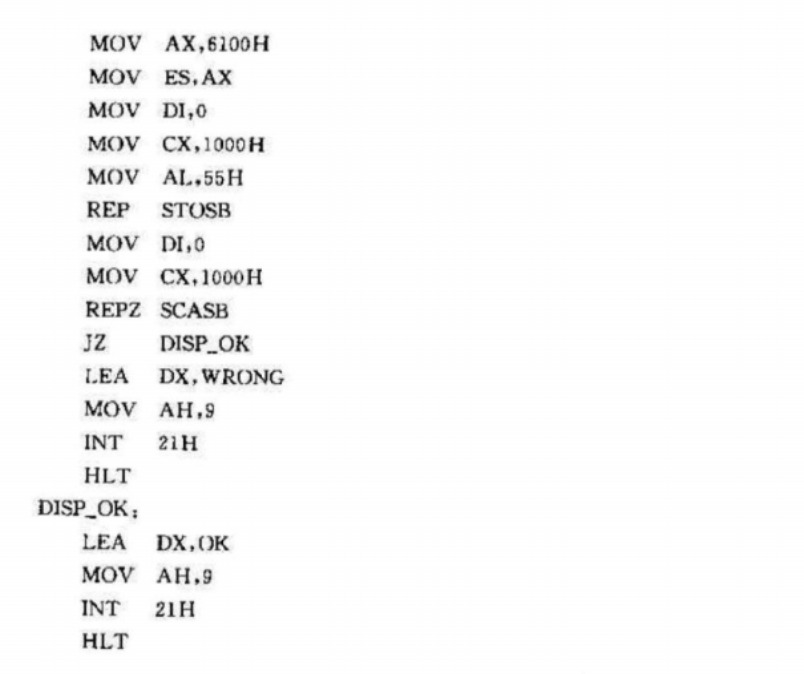 MOV AX,6100H
MOV ES,AX
MOV DI,0
MOV CX,1000H
MOV AL,55H
REP STOSB
MOV DI,0
MOV CX,1000H
REPZ SCASB
JZ DISP_OK
LEA DX,WRONG
MOV AH,9
INT 21H
HLT
DISP_OK:
LEA DX,OK
MOV AH,9
INT 21H
HLT